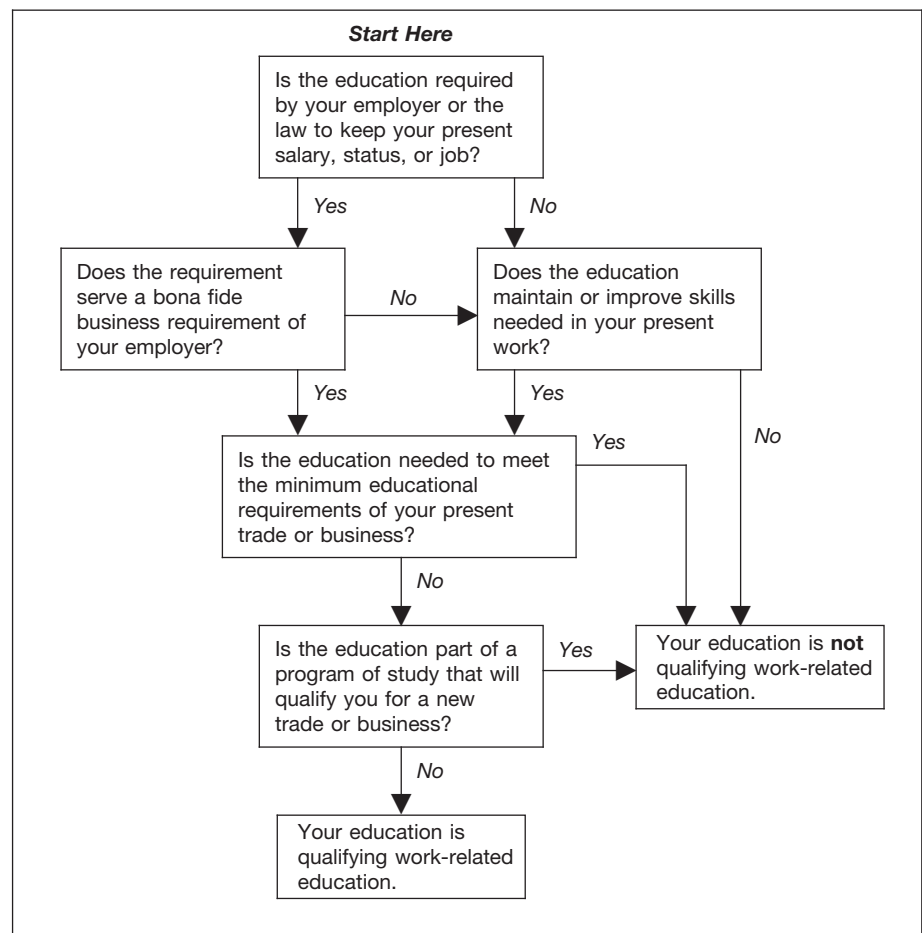 Start Here
Is the education required
by your employer or the
law to keep your present
salary, status, or job?
Yes
No
Does the requirement
serve a bona fide
business requirement of
your employer?
No
Does the education
maintain or improve skills
needed in your present
work?
Yes
Yes
Yes
No
Is the education needed to meet
the minimum educational
requirements of your present
trade or business?
No
Is the education part of a
program of study that will
qualify you for a new
trade or business?
Yes
Your education is not
qualifying work-related
education.
No
Your education is
qualifying work-related
education.